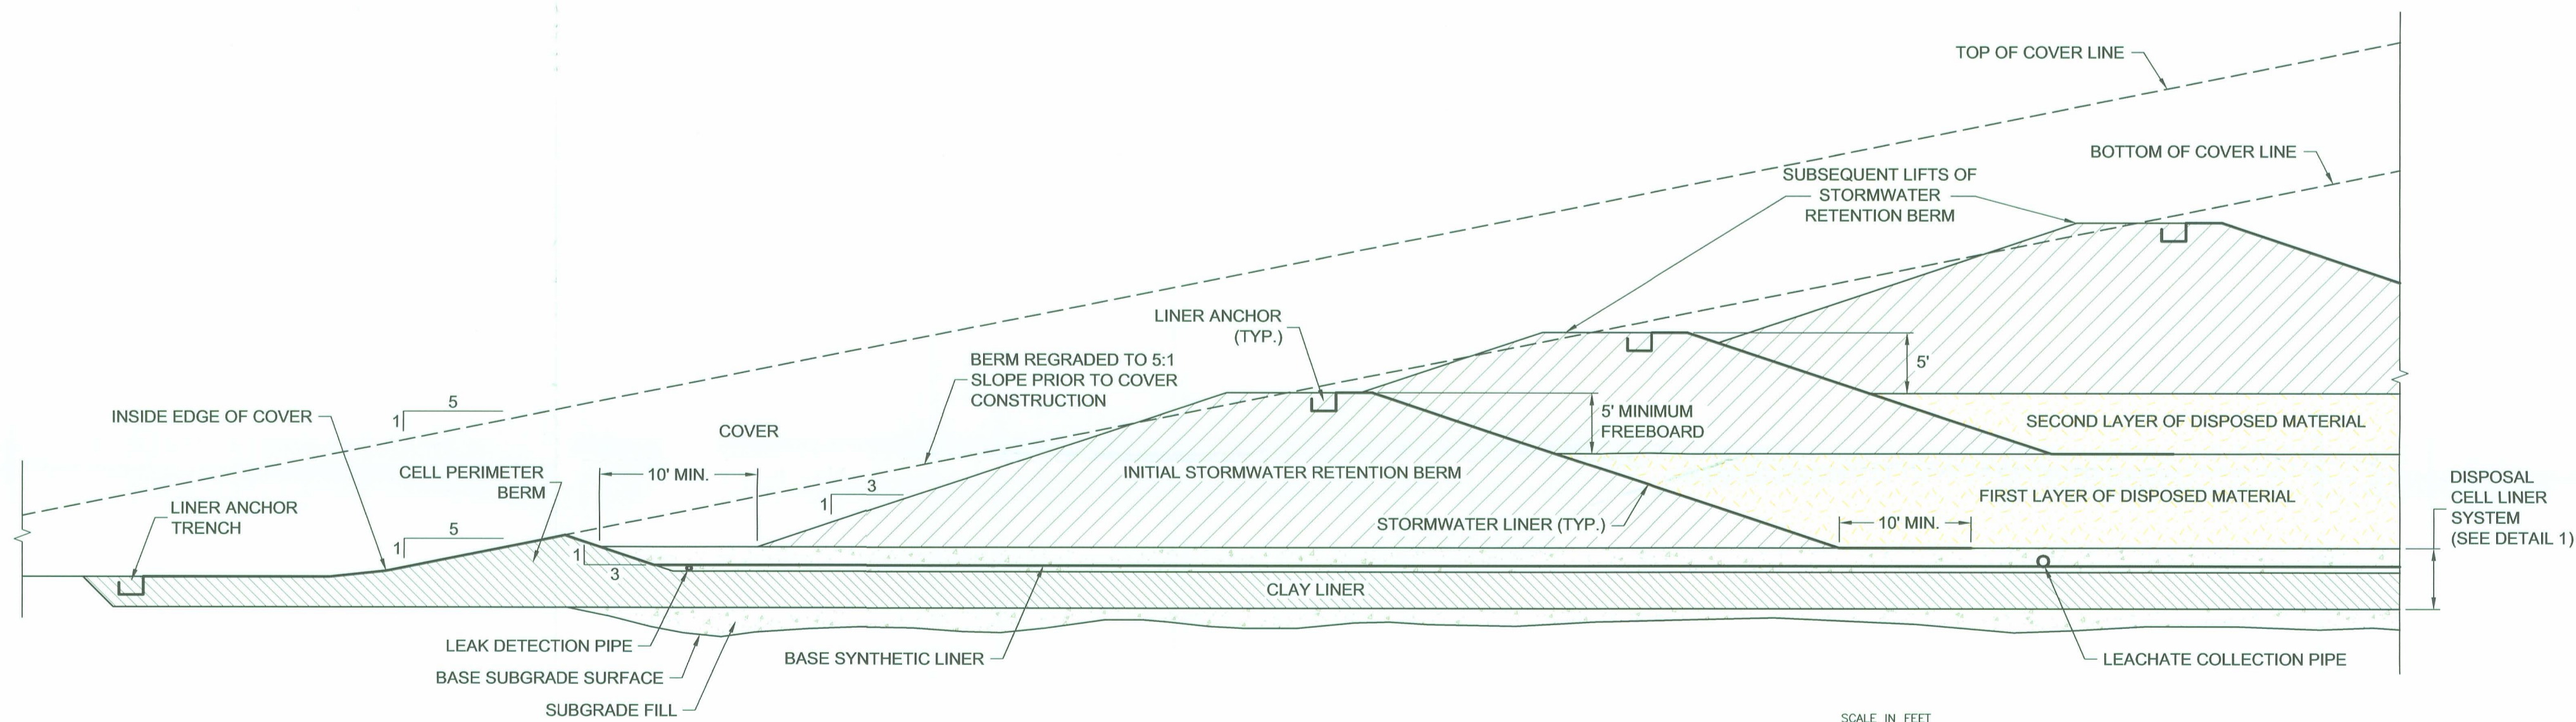 TOP OF COVER LINE
BOTTOM OF COVER LINE
SUBSEQUENT LIFTS OF
STORMWATER
RETENTION BERM
LINER ANCHOR
(TYP.)
BERM REGRADED TO 5:1
SLOPE PRIOR TO COVER
CONSTRUCTION
5
1
INSIDE EDGE OF COVER
COVER
5'
5' MINIMUM
FREEBOARD
SECOND LAYER OF DISPOSED MATERIAL
CELL PERIMETER
BERM
10' MIN.
INITIAL STORMWATER RETENTION BERM
3
1
LINER ANCHOR
TRENCH
FIRST LAYER OF DISPOSED MATERIAL
DISPOSAL
CELL LINER
SYSTEM
(SEE DETAIL 1)
STORMWATER LINER (TYP.)
10' MIN.
5
1
1
3
CLAY LINER
LEAK DETECTION PIPE
BASE SYNTHETIC LINER
LEACHATE COLLECTION PIPE
BASE SUBGRADE SURFACE
SUBGRADE FILL
SCALE IN FEET